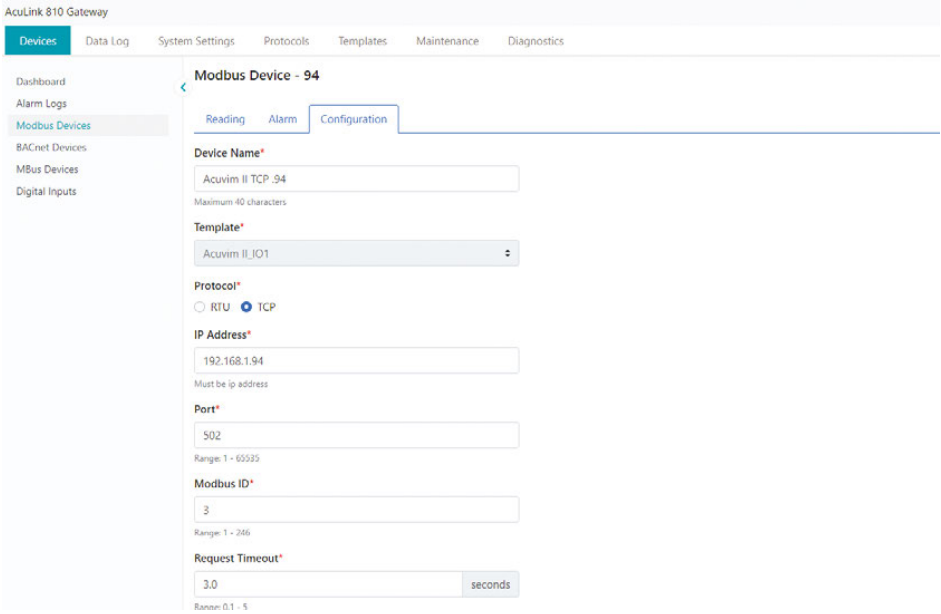 AcuLink 810 Gateway
Devices Data Log System Settings Protocols Templates Maintenance Diagnostics
Dashboard
Alarm Logs
Modbus Devices
BACnet Devices
MBus Devices
Digital Inputs
Modbus Device - 94
Reading Alarm Configuration
Device Name*
Acuvim II TCP .94
Maximum 40 characters
Template*
Acuvim II_IO1
Protocol*
RTU TCP
IP Address*
192.168.1.94
Must be ip address
Port*
502
Range: 1 - 65535
Modbus ID*
3
Range: 1 - 246
Request Timeout*
3.0 seconds
Range: 0.1 - 5